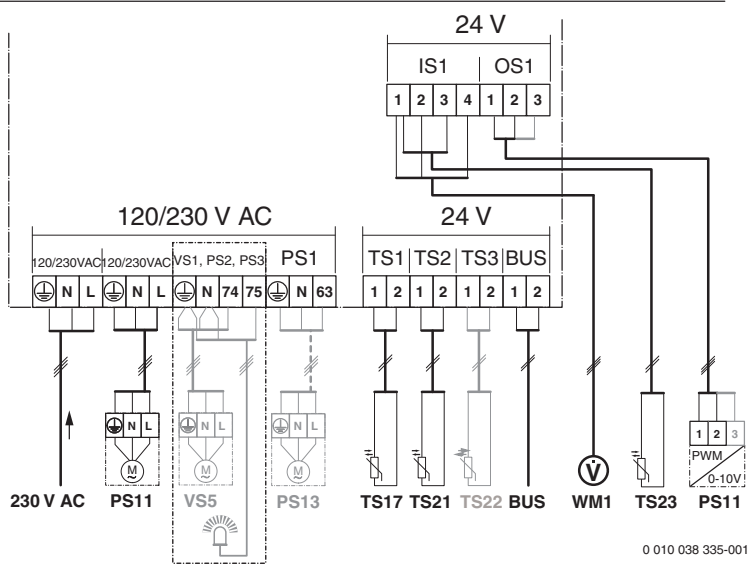 24 V
IS1 OS1
1 2 3 4 1 2 3
120/230 V AC 24 V
120/230VAC 120/230VAC VS1, PS2, PS3 PS1 TS1 TS2 TS3 BUS
N L N L N 74 75 N 63 1 2 1 2 1 2 1 2
N L N L N L 1 2 3
M ~ M ~ M ~ V̇ PWM
0-10V
230 V AC PS11 VS5 PS13 TS17 TS21 TS22 BUS WM1 TS23 PS11
0 010 038 335-001